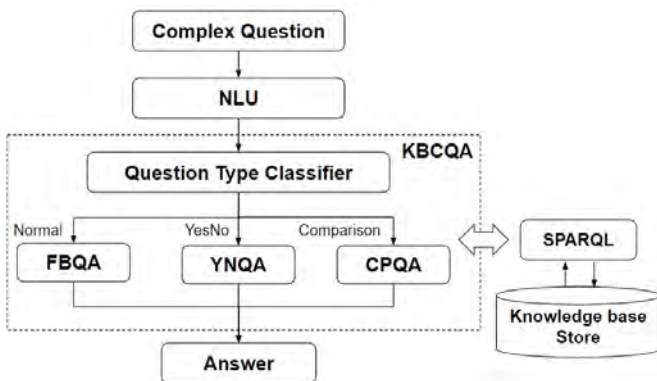 Complex Question
NLU
KBCQA
Question Type Classifier
Normal
YesNo
Comparison
FBQA
YNQA
CPQA
SPARQL
Knowledge base
Store
Answer